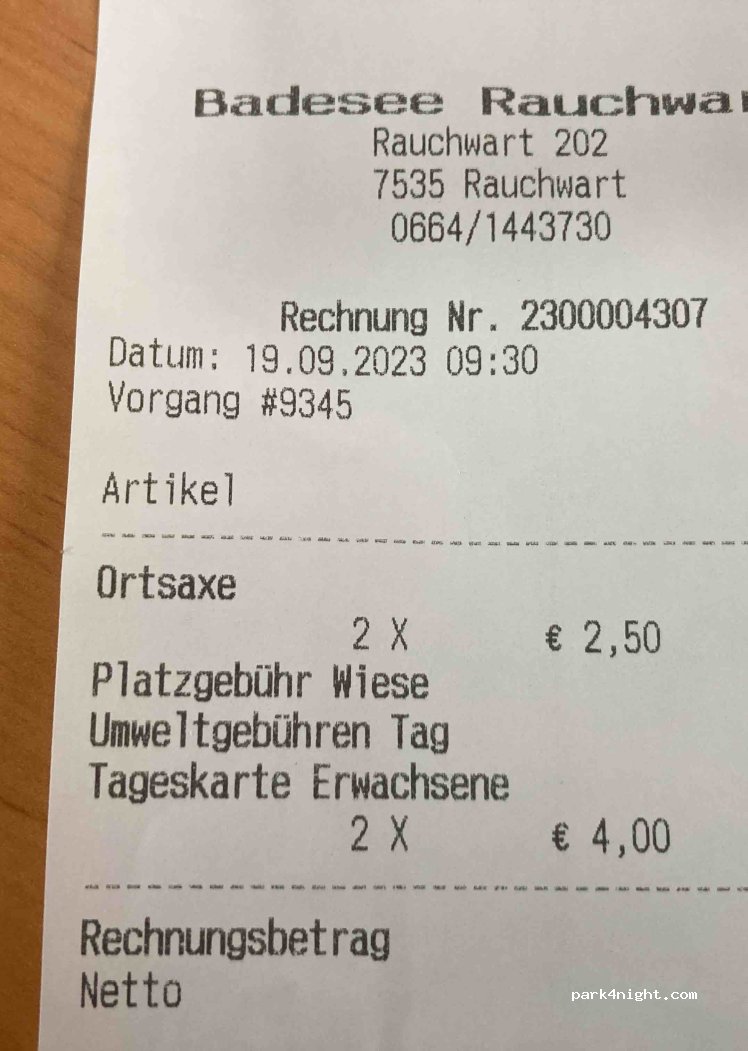 Badesee Rauchwar
Rauchwart 202
7535 Rauchwart
0664/1443730
Rechnung Nr. 2300004307
Datum: 19.09.2023 09:30
Vorgang #9345
Artikel
Ortsaxe
2 X € 2,50
Platzgebühr Wiese
Umweltgebühren Tag
Tageskarte Erwachsene
2 X € 4,00
Rechnungsbetrag
Netto
park4night.com